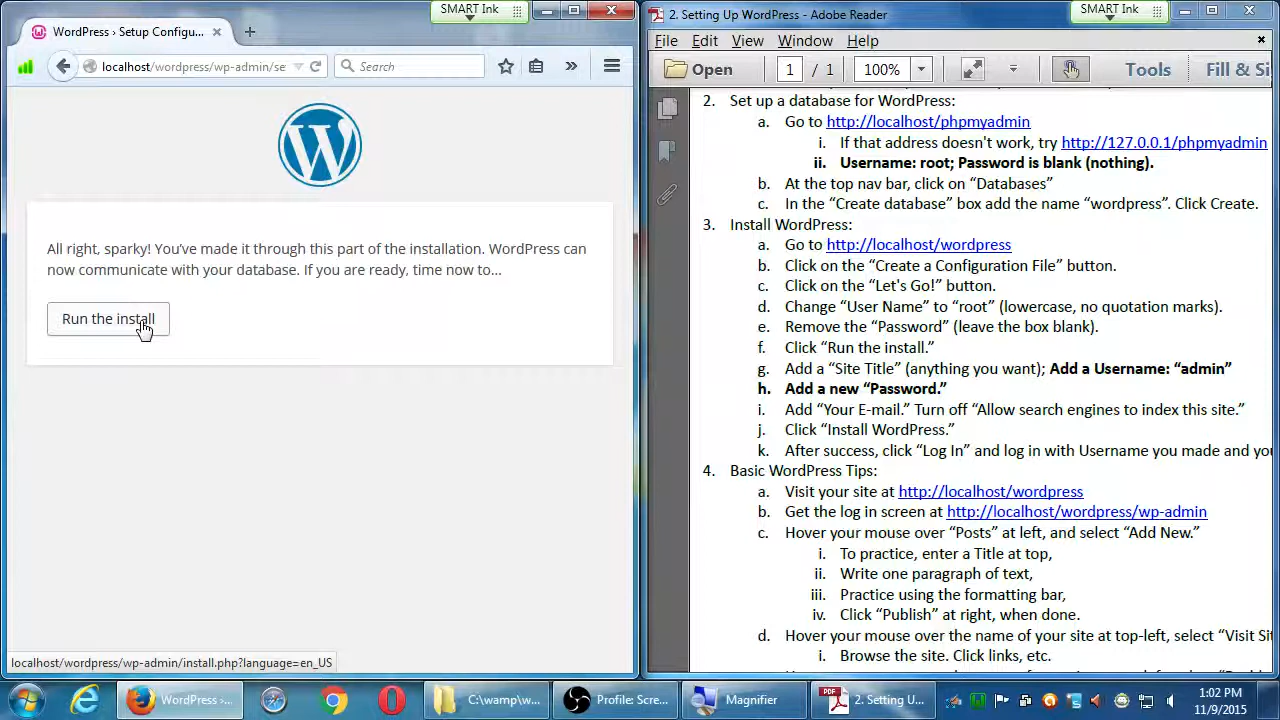 SMART Ink
WordPress › Setup Configu...
localhost/wordpress/wp-admin/se
Search
All right, sparky! You've made it through this part of the installation. WordPress can
now communicate with your database. If you are ready, time now to...
Run the install
localhost/wordpress/wp-admin/install.php?language=en_US
2. Setting Up WordPress - Adobe Reader
SMART Ink
File Edit View Window Help
Open
1 / 1
100%
Tools
Fill & Si
2. Set up a database for WordPress:
a. Go to http://localhost/phpmyadmin
i. If that address doesn't work, try http://127.0.0.1/phpmyadmin
ii. Username: root; Password is blank (nothing).
b. At the top nav bar, click on “Databases”
c. In the “Create database” box add the name “wordpress”. Click Create.
3. Install WordPress:
a. Go to http://localhost/wordpress
b. Click on the “Create a Configuration File” button.
c. Click on the “Let's Go!” button.
d. Change “User Name” to “root” (lowercase, no quotation marks).
e. Remove the “Password” (leave the box blank).
f. Click “Run the install.”
g. Add a “Site Title” (anything you want); Add a Username: “admin”
h. Add a new “Password.”
i. Add “Your E-mail.” Turn off “Allow search engines to index this site.”
j. Click “Install WordPress.”
k. After success, click “Log In” and log in with Username you made and you
4. Basic WordPress Tips:
a. Visit your site at http://localhost/wordpress
b. Get the log in screen at http://localhost/wordpress/wp-admin
c. Hover your mouse over “Posts” at left, and select “Add New.”
i. To practice, enter a Title at top,
ii. Write one paragraph of text,
iii. Practice using the formatting bar,
iv. Click “Publish” at right, when done.
d. Hover your mouse over the name of your site at top-left, select “Visit Sit
i. Browse the site. Click links, etc.
WordPress ›...
C:\wamp\w...
Profile: Scre...
Magnifier
PDF
2. Setting U...
1:02 PM
11/9/2015